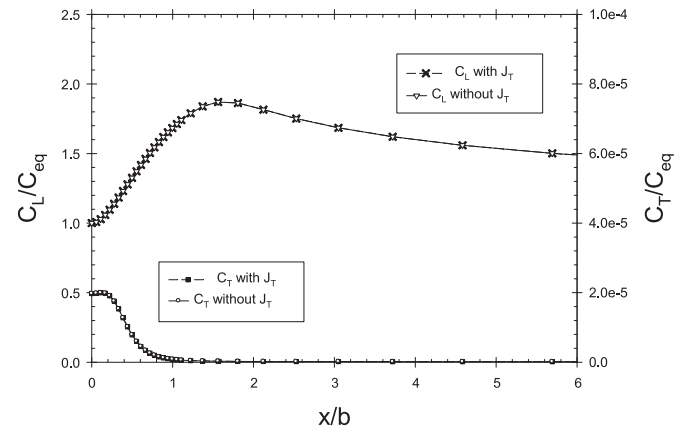 2.5
2.0
1.5
1.0
0.5
0.0
C_L/C_eq
1.0e-4
8.0e-5
6.0e-5
4.0e-5
2.0e-5
0.0
C_T/C_eq
C_L with J_T
C_L without J_T
C_T with J_T
C_T without J_T
0 1 2 3 4 5 6
x/b